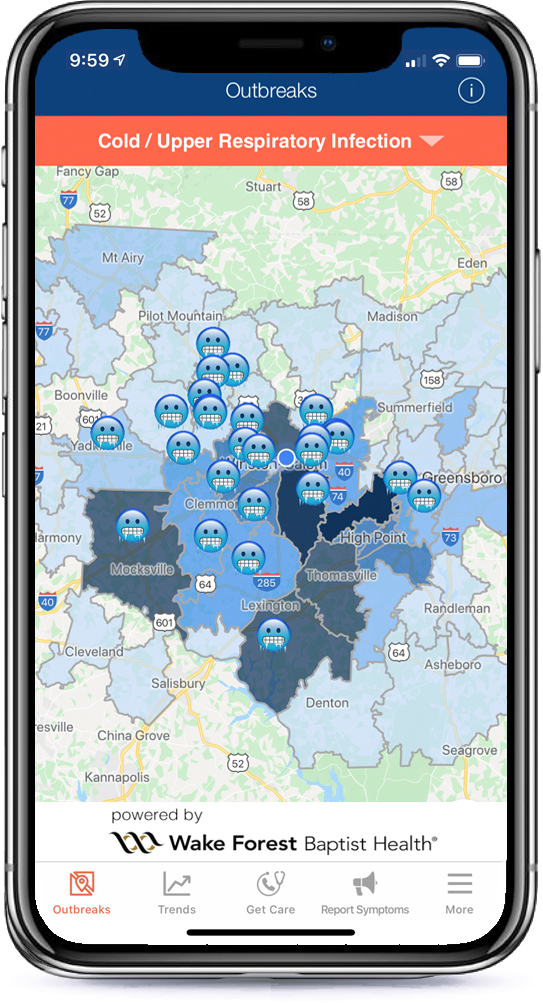 9:59
Outbreaks
Cold / Upper Respiratory Infection
Fancy Gap
77
52
Stuart
58
58
Mt Airy
Eden
Pilot Mountain
Madison
77
158
Boonville
Summerfield
601
21
Yadkinville
40
Greensboro
74
Clemmons
High Point
73
Harmony
Mocksville
Thomasville
64
285
40
Lexington
Randleman
601
Cleveland
64
Asheboro
Salisbury
Denton
resville
China Grove
Seagrove
52
Kannapolis
powered by
Wake Forest Baptist Health®
Outbreaks
Trends
Get Care
Report Symptoms
More